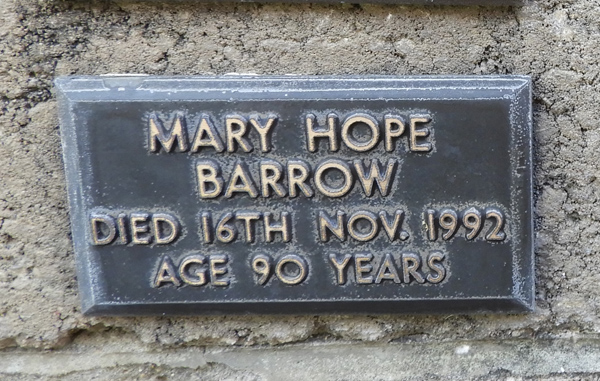 MARY HOPE
BARROW
DIED 16TH NOV. 1992
AGE 90 YEARS